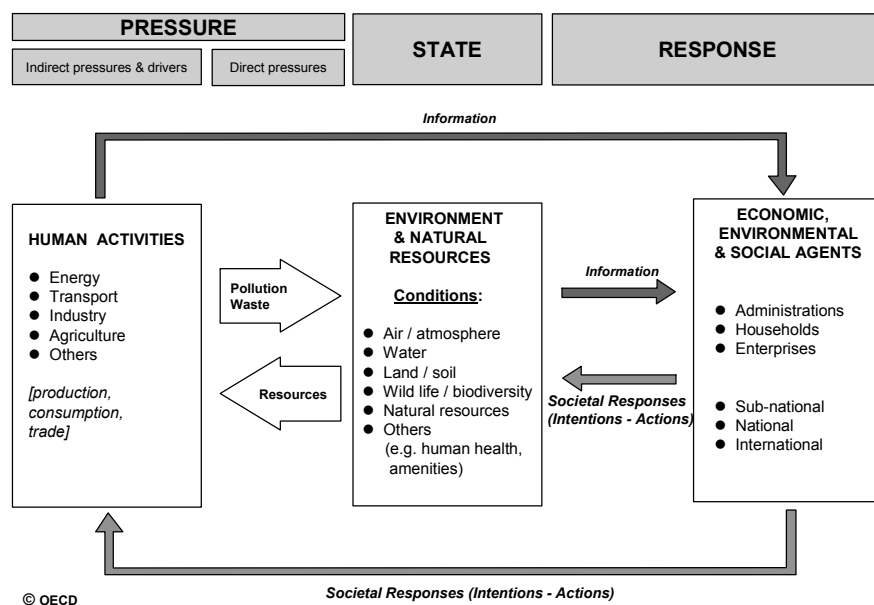 PRESSURE
Indirect pressures & drivers
Direct pressures
STATE
RESPONSE
Information
HUMAN ACTIVITIES
● Energy
● Transport
● Industry
● Agriculture
● Others
[production,
consumption,
trade]
Pollution
Waste
Resources
ENVIRONMENT
& NATURAL
RESOURCES
Conditions:
● Air / atmosphere
● Water
● Land / soil
● Wild life / biodiversity
● Natural resources
● Others
(e.g. human health,
amenities)
Information
Societal Responses
(Intentions - Actions)
ECONOMIC,
ENVIRONMENTAL
& SOCIAL AGENTS
● Administrations
● Households
● Enterprises
● Sub-national
● National
● International
Societal Responses (Intentions - Actions)
© OECD